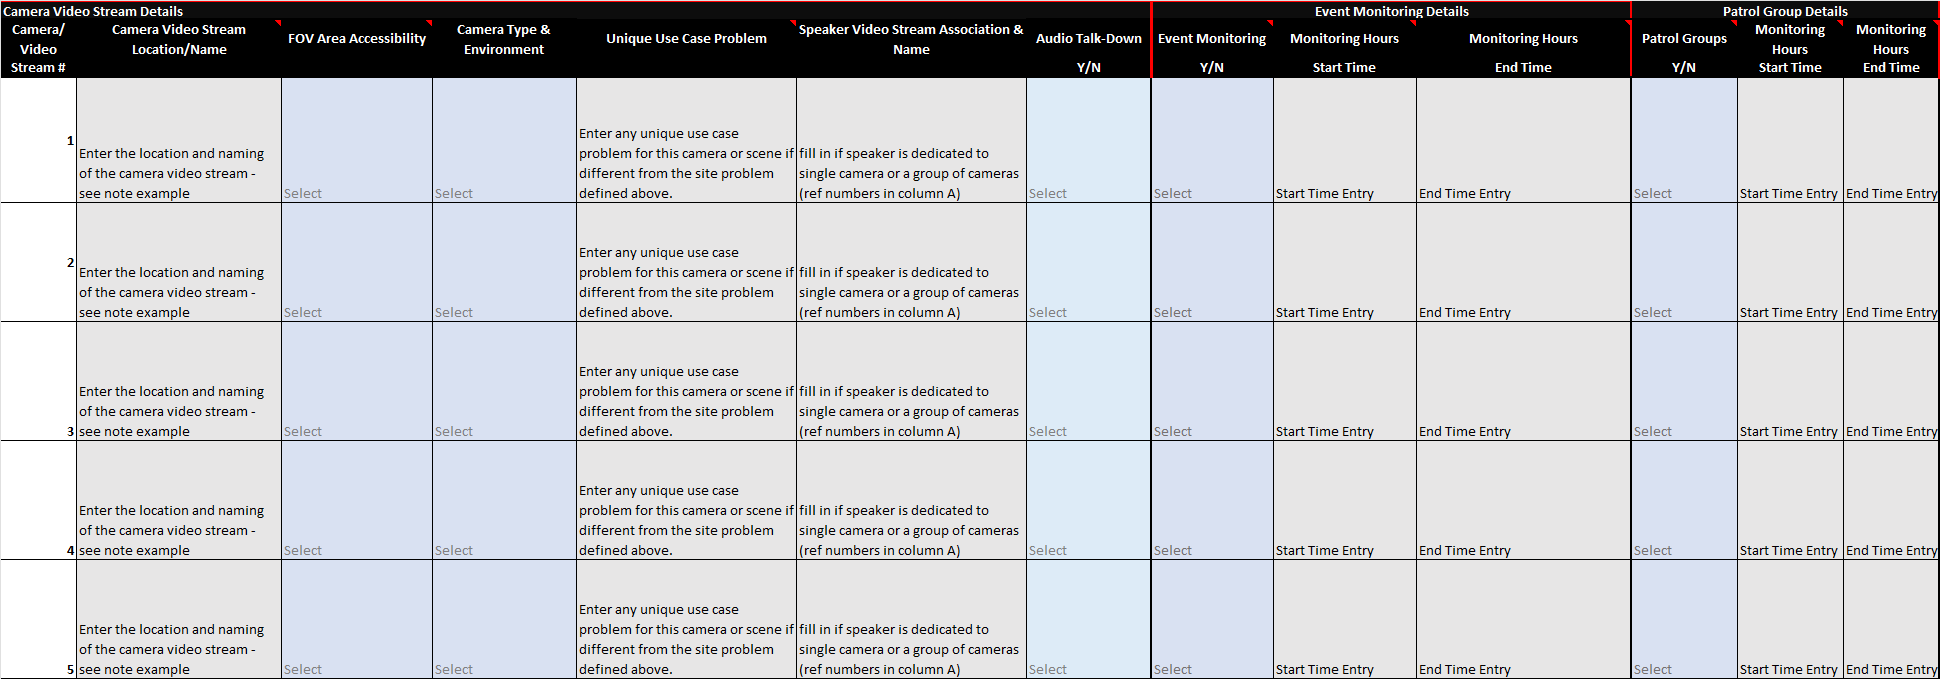 Camera Video Stream Details
Event Monitoring Details
Patrol Group Details
Camera/
Video
Stream #
Camera Video Stream
Location/Name
FOV Area Accessibility
Camera Type &
Environment
Unique Use Case Problem
Speaker Video Stream Association &
Name
Audio Talk-Down
Y/N
Event Monitoring
Y/N
Monitoring Hours
Start Time
Monitoring Hours
End Time
Patrol Groups
Y/N
Monitoring
Hours
Start Time
Monitoring
Hours
End Time
1
Enter the location and naming
of the camera video stream -
see note example
Select
Select
Enter any unique use case
problem for this camera or scene if
different from the site problem
defined above.
fill in if speaker is dedicated to
single camera or a group of cameras
(ref numbers in column A)
Select
Select
Start Time Entry
End Time Entry
Select
Start Time Entry
End Time Entry
2
Enter the location and naming
of the camera video stream -
see note example
Select
Select
Enter any unique use case
problem for this camera or scene if
different from the site problem
defined above.
fill in if speaker is dedicated to
single camera or a group of cameras
(ref numbers in column A)
Select
Select
Start Time Entry
End Time Entry
Select
Start Time Entry
End Time Entry
3
Enter the location and naming
of the camera video stream -
see note example
Select
Select
Enter any unique use case
problem for this camera or scene if
different from the site problem
defined above.
fill in if speaker is dedicated to
single camera or a group of cameras
(ref numbers in column A)
Select
Select
Start Time Entry
End Time Entry
Select
Start Time Entry
End Time Entry
4
Enter the location and naming
of the camera video stream -
see note example
Select
Select
Enter any unique use case
problem for this camera or scene if
different from the site problem
defined above.
fill in if speaker is dedicated to
single camera or a group of cameras
(ref numbers in column A)
Select
Select
Start Time Entry
End Time Entry
Select
Start Time Entry
End Time Entry
5
Enter the location and naming
of the camera video stream -
see note example
Select
Select
Enter any unique use case
problem for this camera or scene if
different from the site problem
defined above.
fill in if speaker is dedicated to
single camera or a group of cameras
(ref numbers in column A)
Select
Select
Start Time Entry
End Time Entry
Select
Start Time Entry
End Time Entry